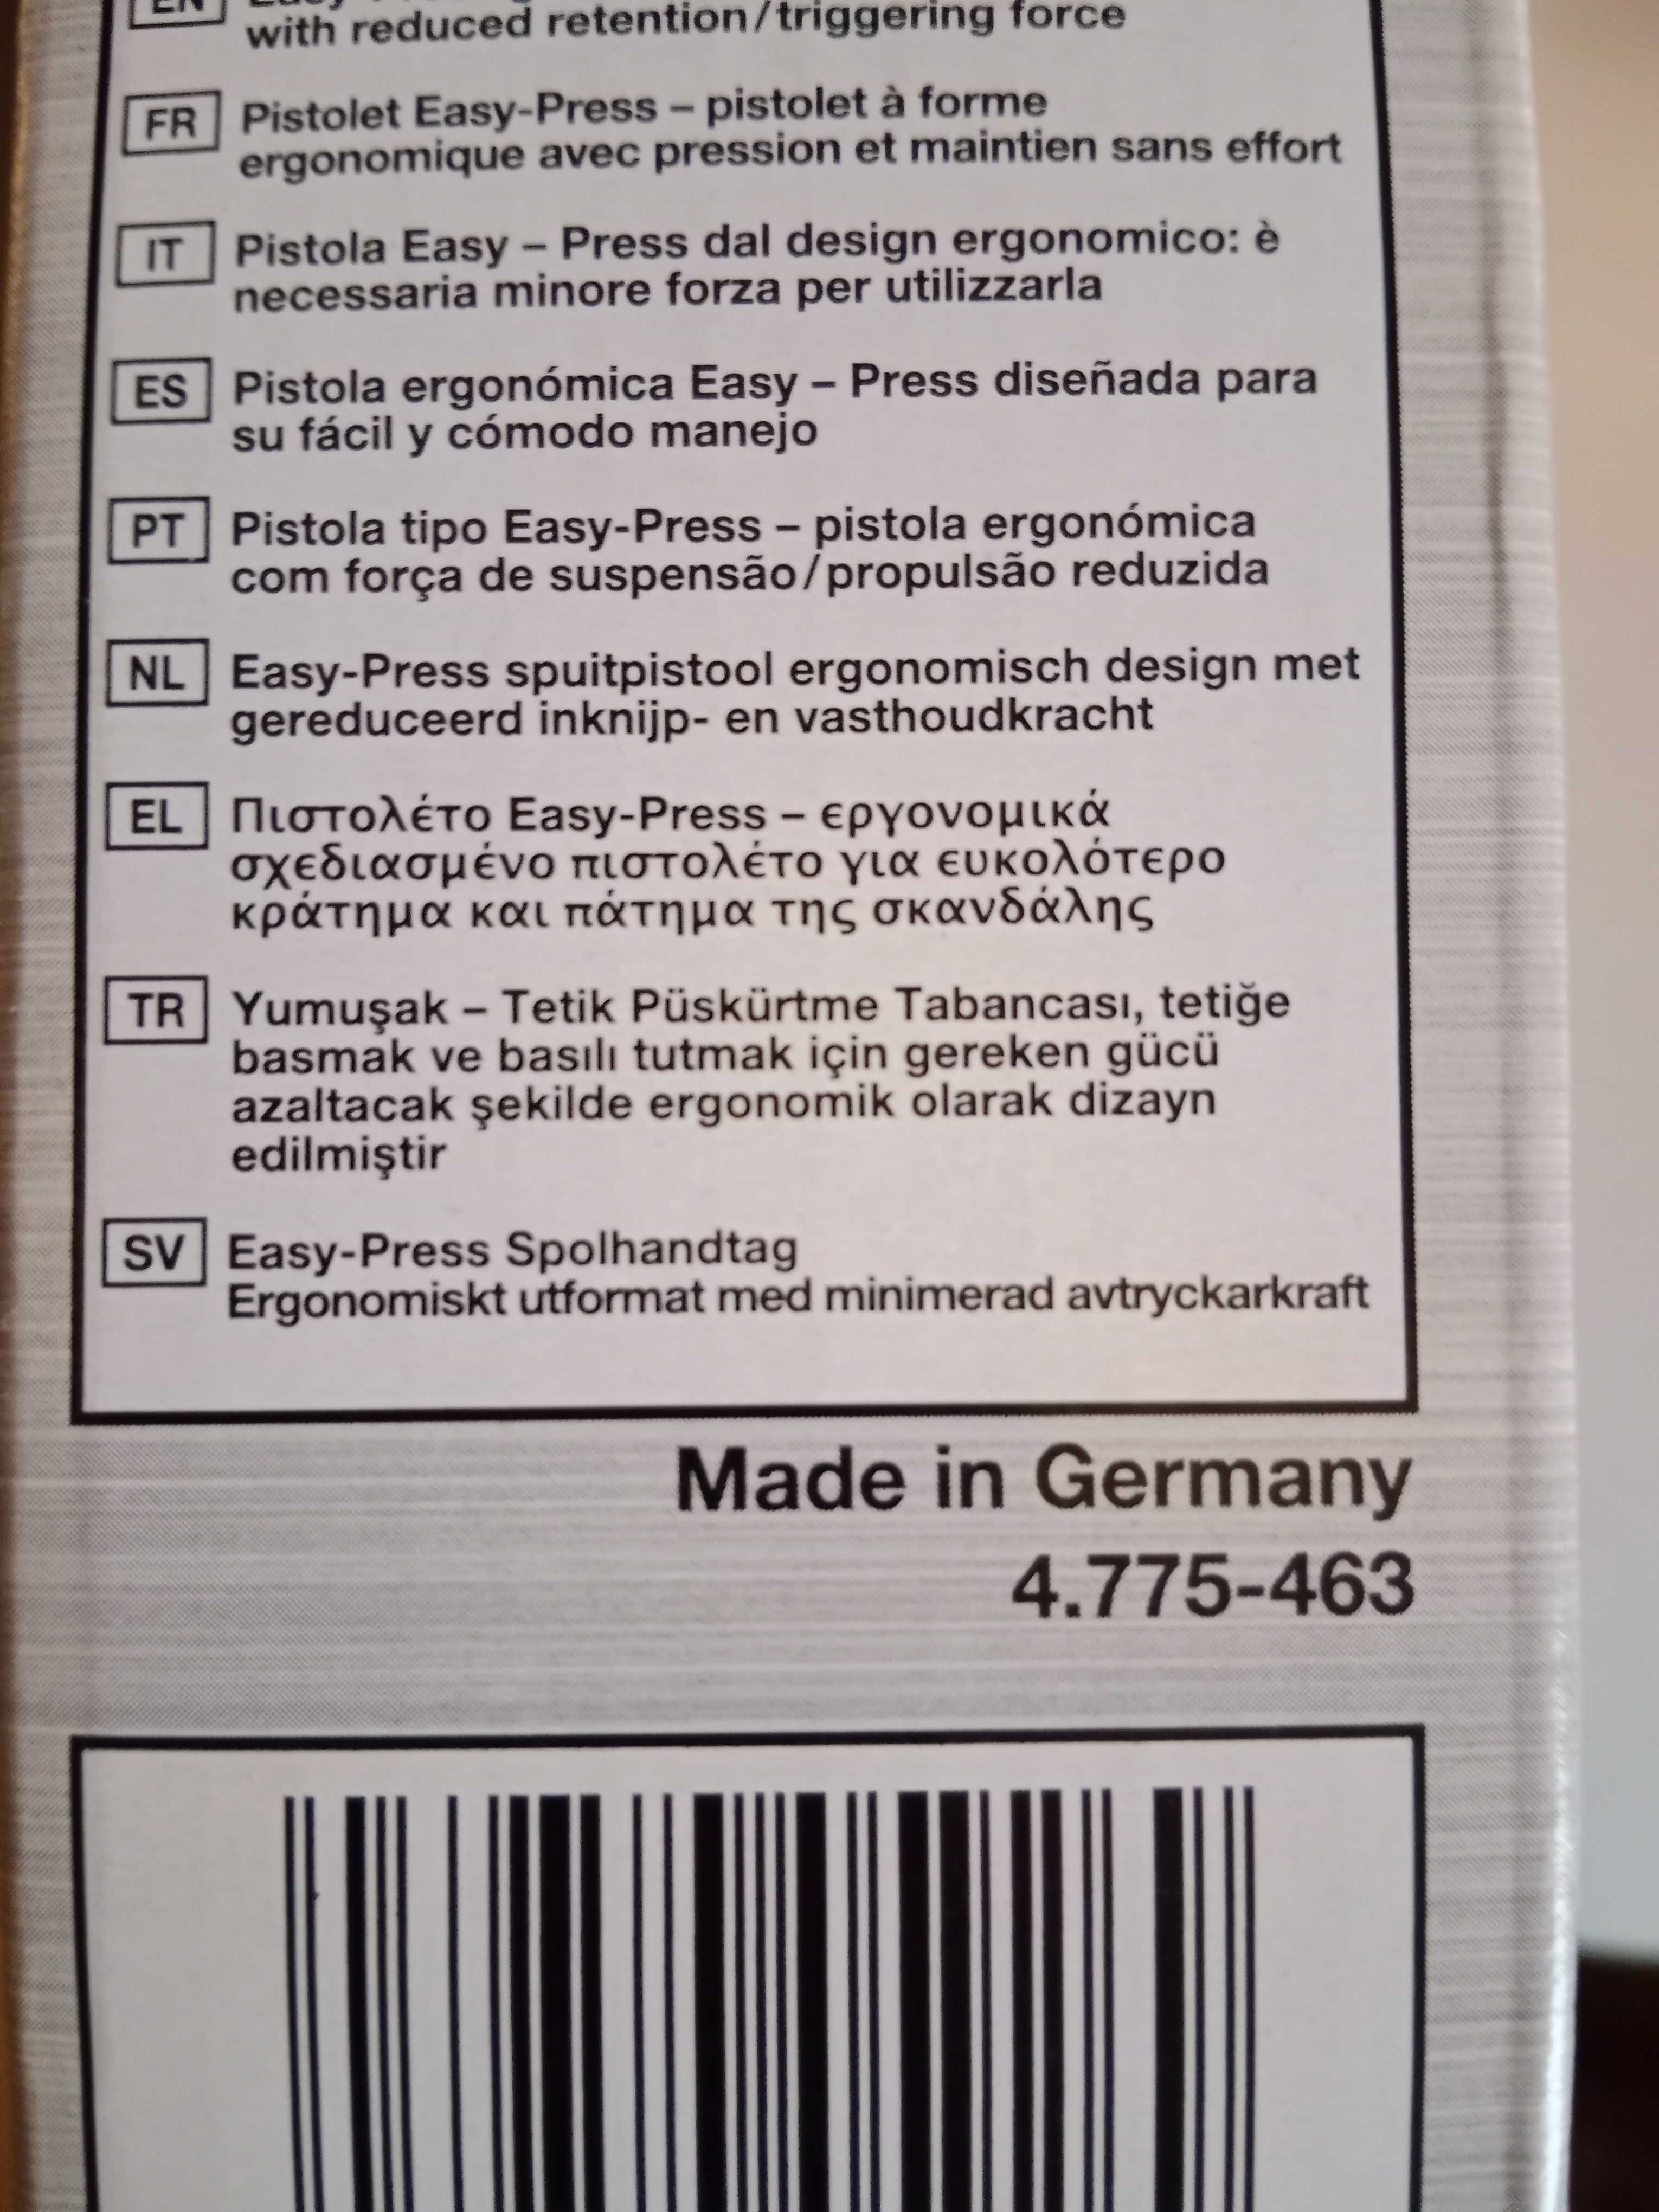 EN
with reduced retention/triggering force
FR Pistolet Easy-Press – pistolet à forme
ergonomique avec pression et maintien sans effort
IT Pistola Easy – Press dal design ergonomico: è
necessaria minore forza per utilizzarla
ES Pistola ergonómica Easy – Press diseñada para
su fácil y cómodo manejo
PT Pistola tipo Easy-Press – pistola ergonómica
com força de suspensão/propulsão reduzida
NL Easy-Press spuitpistool ergonomisch design met
gereduceerd inknijp- en vasthoudkracht
EL Πιστολέτο Easy-Press – εργονομικά
σχεδιασμένο πιστολέτο για ευκολότερο
κράτημα και πάτημα της σκανδάλης
TR Yumuşak – Tetik Püskürtme Tabancası, tetiğe
basmak ve basılı tutmak için gereken gücü
azaltacak şekilde ergonomik olarak dizayn
edilmiştir
SV Easy-Press Spolhandtag
Ergonomiskt utformat med minimerad avtryckarkraft
Made in Germany
4.775-463